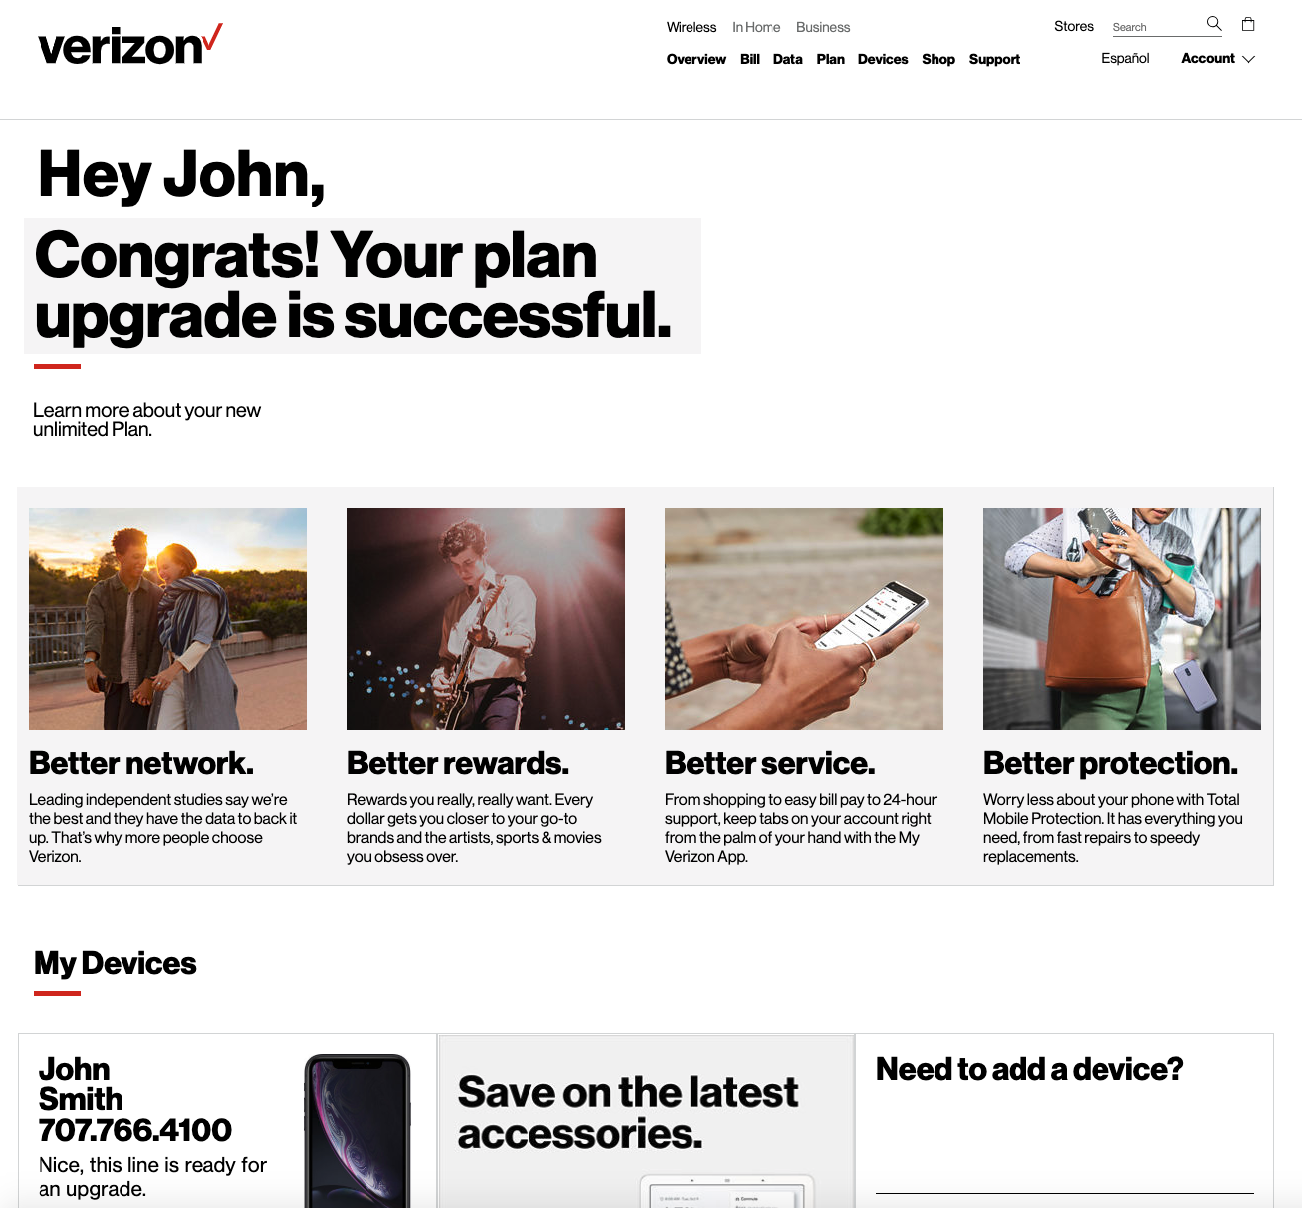 verizon
Wireless In Home Business
Stores Search
Overview Bill Data Plan Devices Shop Support
Español Account
Hey John,
Congrats! Your plan
upgrade is successful.
Learn more about your new
unlimited Plan.
Better network.
Leading independent studies say we're
the best and they have the data to back it
up. That's why more people choose
Verizon.
Better rewards.
Rewards you really, really want. Every
dollar gets you closer to your go-to
brands and the artists, sports & movies
you obsess over.
Better service.
From shopping to easy bill pay to 24-hour
support, keep tabs on your account right
from the palm of your hand with the My
Verizon App.
Better protection.
Worry less about your phone with Total
Mobile Protection. It has everything you
need, from fast repairs to speedy
replacements.
My Devices
John
Smith
707.766.4100
Nice, this line is ready for
an upgrade.
Save on the latest
accessories.
Commute
Need to add a device?